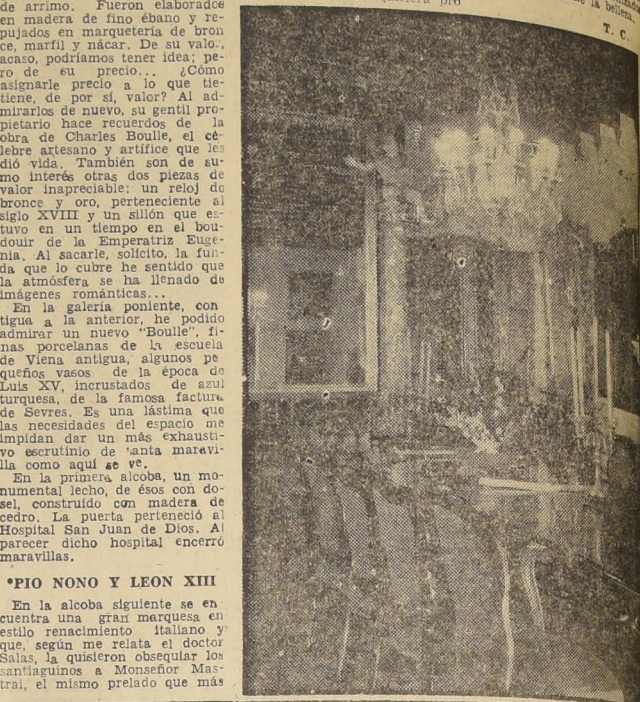 de arrimo. Fueron elaborados
en madera de fino ébano y re-
pujados en marquetería de bron
ce, marfil y nácar. De su valor,
acaso, podríamos tener idea; pe-
ro de su precio... ¿Cómo
asignarle precio a lo que tie-
tiene, de por sí, valor? Al ad-
mirarlos de nuevo, su gentil pro-
pietario hace recuerdos de la
obra de Charles Boulle, el cé-
lebre artesano y artífice que les
dió vida. También son de su-
mo interés otras dos piezas de
valor inapreciable: un reloj de
bronce y oro, perteneciente al
siglo XVIII y un sillón que es-
tuvo en un tiempo en el bou-
douir de la Emperatriz Euge-
nia. Al sacarle, solícito, la fun-
da que lo cubre he sentido que
la atmósfera se ha llenado de
imágenes románticas...
En la galería poniente, con
tigua a la anterior, he podido
admirar un nuevo "Boulle", fi-
nas porcelanas de la escuela
de Viena antigua, algunos pe
queños vasos de la época de
Luis XV, incrustados de azul
turquesa, de la famosa factura
de Sevres. Es una lástima que
las necesidades del espacio me
impidan dar un más exhausti-
vo escrutinio de tanta maravi-
lla como aquí se ve.
En la primera alcoba, un mo-
numental lecho, de ésos con do-
sel, construído con madera de
cedro. La puerta perteneció al
Hospital San Juan de Dios. Al
parecer dicho hospital encerró
maravillas.
*PIO NONO Y LEON XIII
En la alcoba siguiente se en
cuentra una gran marquesa en
estilo renacimiento italiano y
que, según me relata el doctor
Salas, la quisieron obsequiar los
santiaguinos a Monseñor Mas-
trai, el mismo prelado que más
pro
la belleza
T. C.